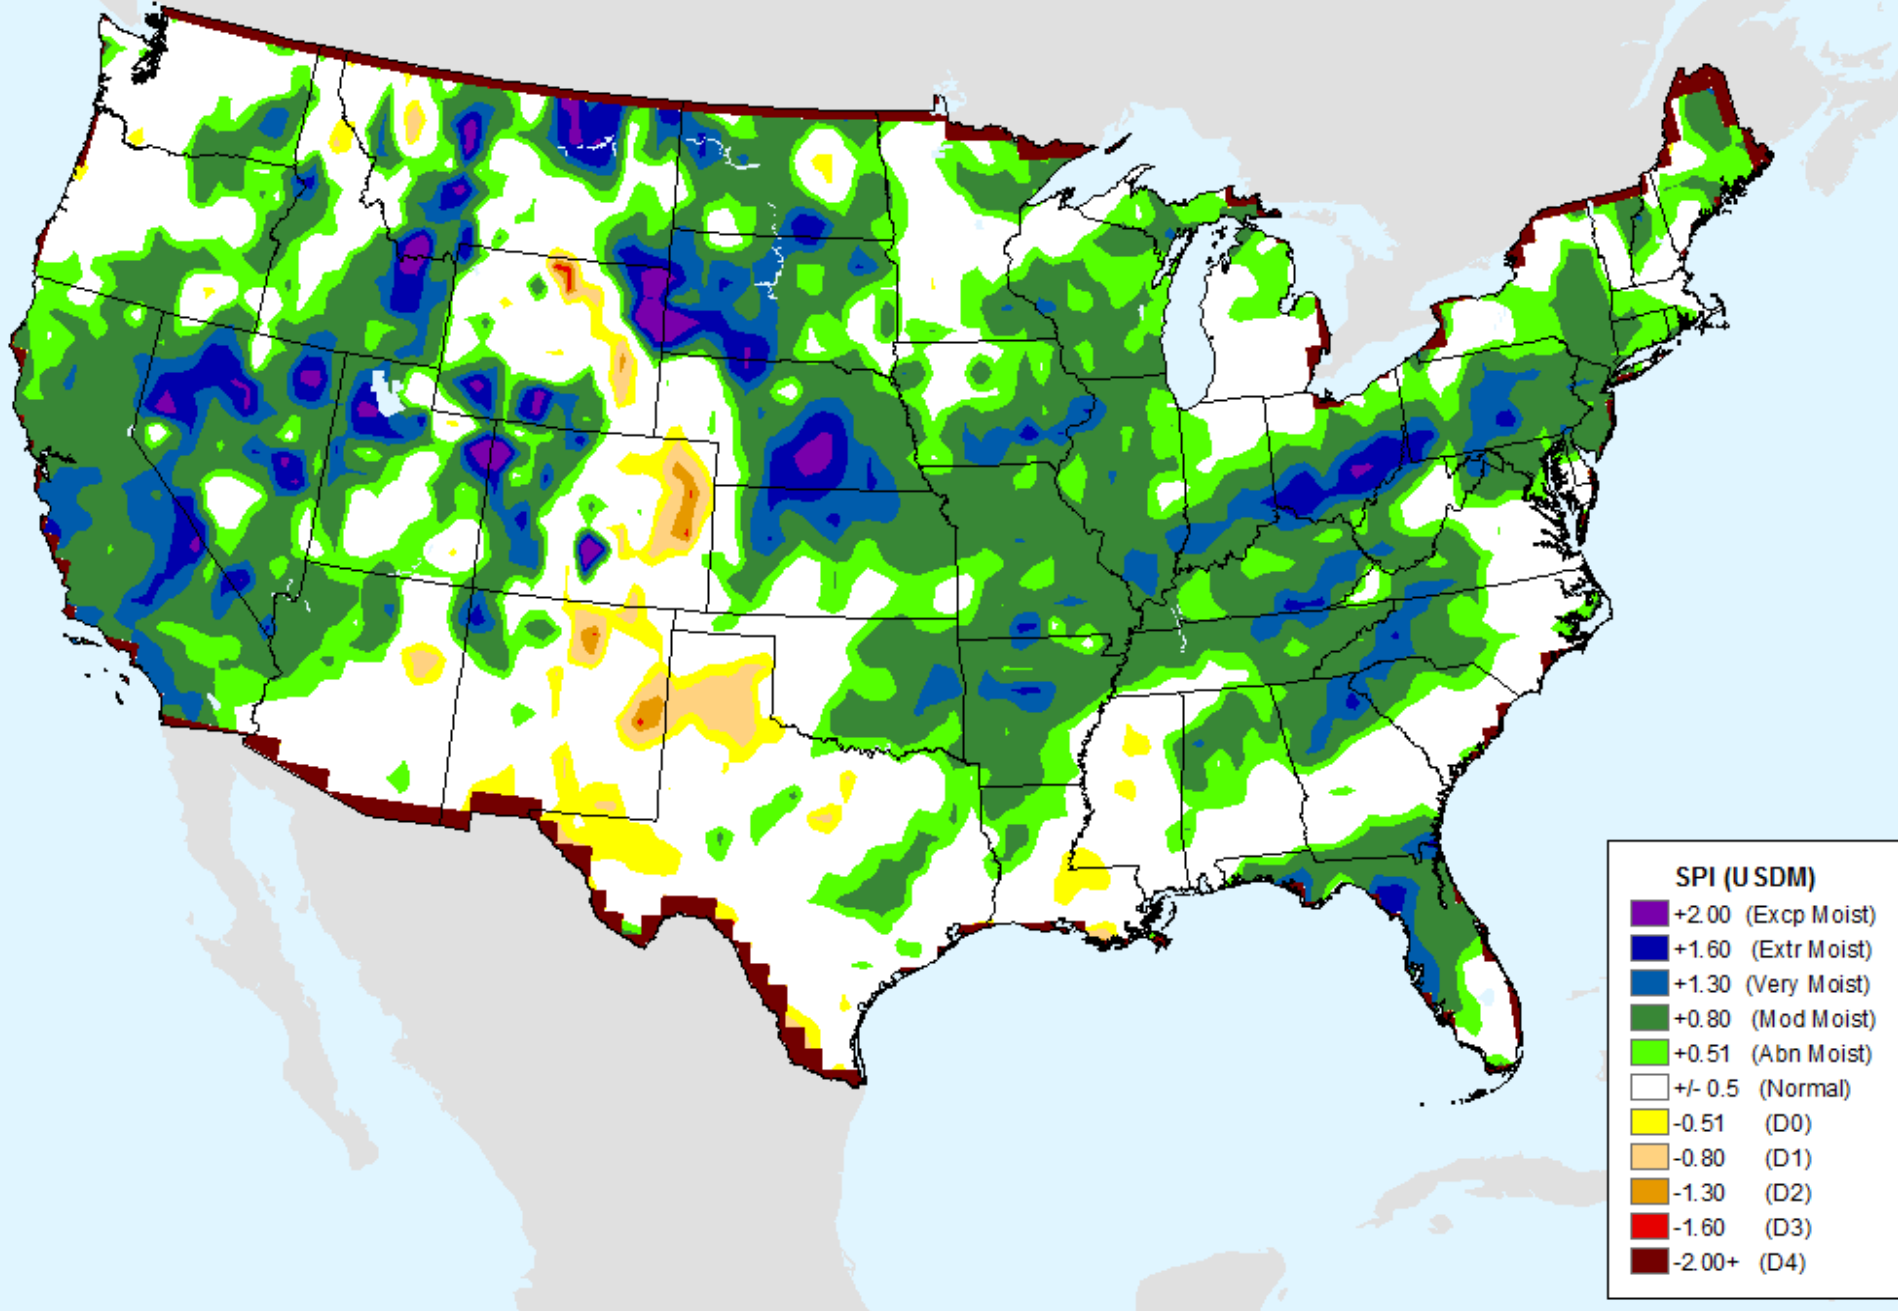 SPI (USDM)
+2.00 (Excp Moist)
+1.60 (Extr Moist)
+1.30 (Very Moist)
+0.80 (Mod Moist)
+0.51 (Abn Moist)
+/- 0.5 (Normal)
-0.51 (D0)
-0.80 (D1)
-1.30 (D2)
-1.60 (D3)
-2.00+ (D4)